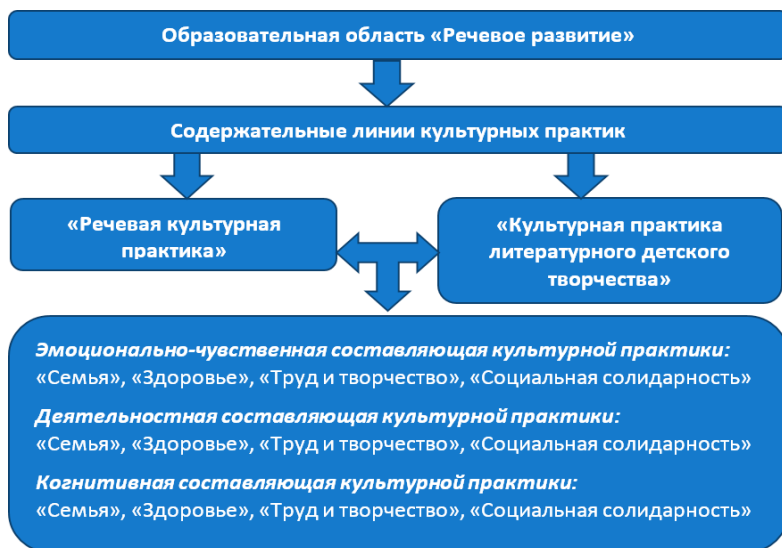 Образовательная область «Речевое развитие»
Содержательные линии культурных практик
«Речевая культурная
практика»
«Культурная практика
литературного детского
творчества»
Эмоционально-чувственная составляющая культурной практики:
«Семья», «Здоровье», «Труд и творчество», «Социальная солидарность»
Деятельностная составляющая культурной практики:
«Семья», «Здоровье», «Труд и творчество», «Социальная солидарность»
Когнитивная составляющая культурной практики:
«Семья», «Здоровье», «Труд и творчество», «Социальная солидарность»